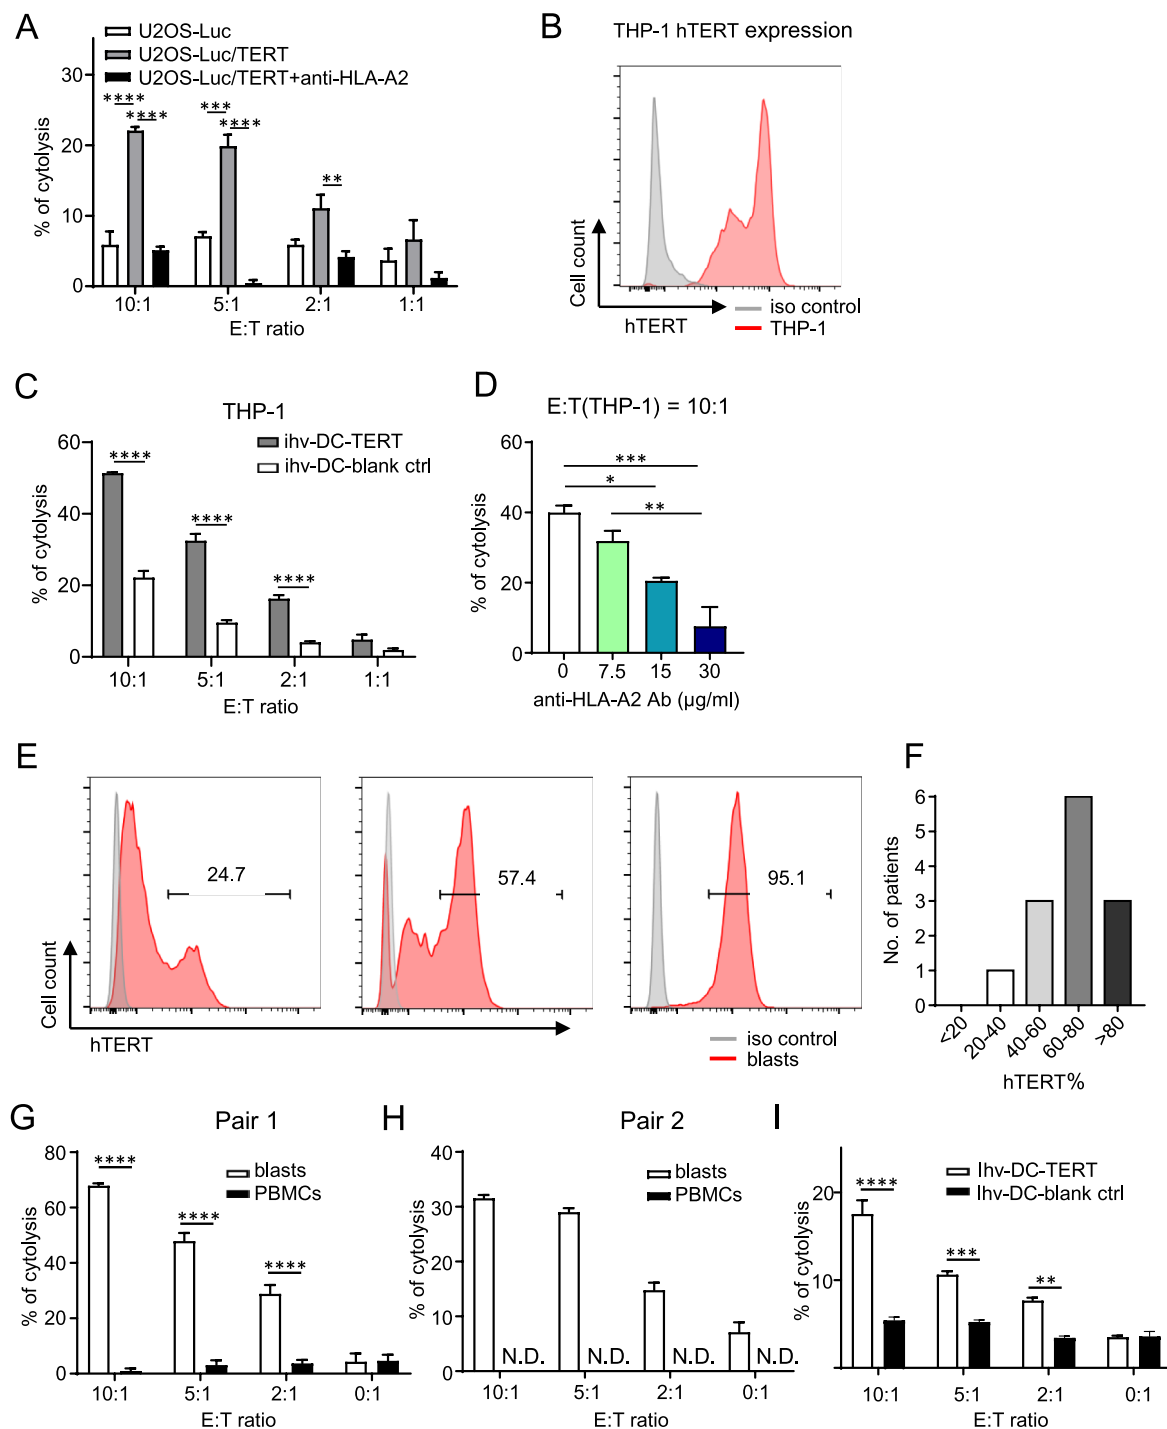 A
U2OS-Luc
U2OS-Luc/TERT
U2OS-Luc/TERT+anti-HLA-A2
% of cytolysis
30
20
10
0
****
****
***
****
**
10:1 5:1 2:1 1:1
E:T ratio
B
THP-1 hTERT expression
Cell count
hTERT
iso control
THP-1
C
THP-1
ihv-DC-TERT
ihv-DC-blank ctrl
% of cytolysis
60
40
20
0
****
****
****
10:1 5:1 2:1 1:1
E:T ratio
D
E:T(THP-1) = 10:1
% of cytolysis
60
40
20
0
***
*
**
0 7.5 15 30
anti-HLA-A2 Ab (μg/ml)
E
24.7
57.4
95.1
Cell count
hTERT
iso control
blasts
F
No. of patients
6
5
4
3
2
1
0
<20 20-40 40-60 60-80 >80
hTERT%
G
Pair 1
blasts
PBMCs
% of cytolysis
80
60
40
20
0
****
****
****
10:1 5:1 2:1 0:1
E:T ratio
H
Pair 2
blasts
PBMCs
% of cytolysis
40
30
20
10
0
N.D. N.D. N.D. N.D.
10:1 5:1 2:1 0:1
E:T ratio
I
Ihv-DC-TERT
Ihv-DC-blank ctrl
% of cytolysis
20
10
****
***
**
10:1 5:1 2:1 0:1
E:T ratio